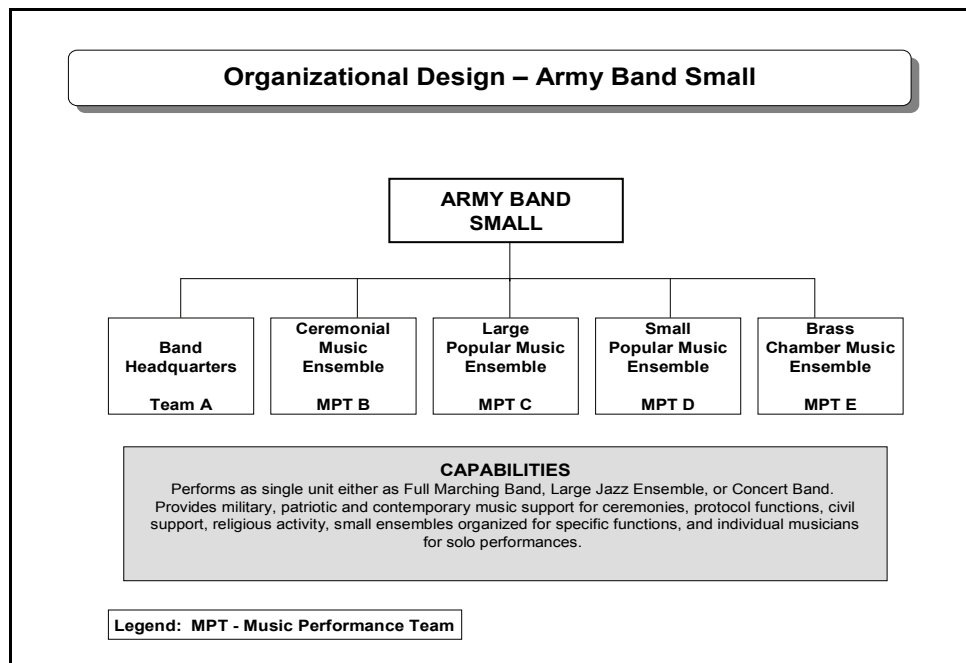 Organizational Design – Army Band Small
ARMY BAND
SMALL
Band
Headquarters
Team A
Ceremonial
Music
Ensemble
MPT B
Large
Popular Music
Ensemble
MPT C
Small
Popular Music
Ensemble
MPT D
Brass
Chamber Music
Ensemble
MPT E
CAPABILITIES
Performs as single unit either as Full Marching Band, Large Jazz Ensemble, or Concert Band.
Provides military, patriotic and contemporary music support for ceremonies, protocol functions, civil
support, religious activity, small ensembles organized for specific functions, and individual musicians
for solo performances.
Legend:  MPT - Music Performance Team